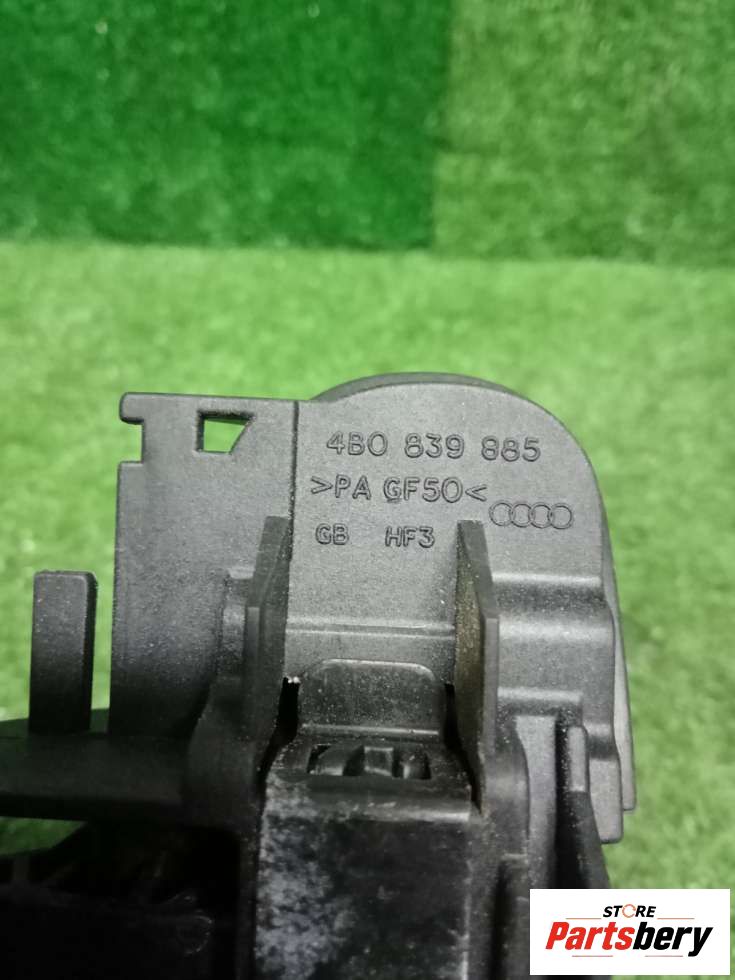 4B0 839 885
>PA GF50<
GB HF3
STORE
Partsbery